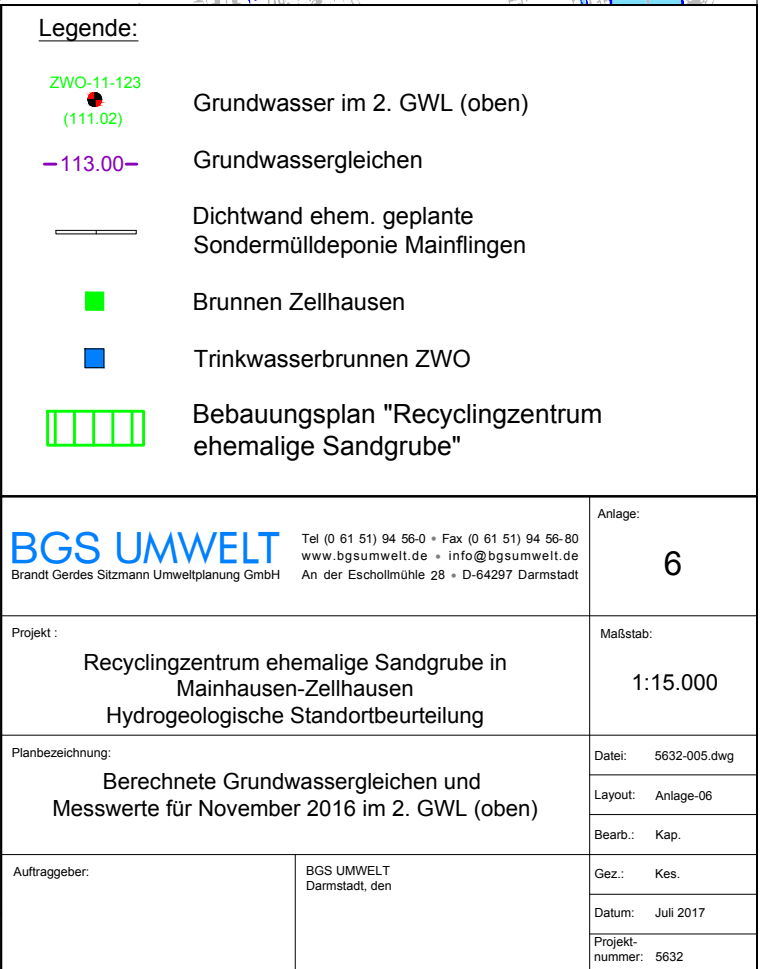 Legende:
ZWO-11-123
(111.02)
Grundwasser im 2. GWL (oben)
113.00
Grundwassergleichen
Dichtwand ehem. geplante
Sondermülldeponie Mainflingen
Brunnen Zellhausen
Trinkwasserbrunnen ZWO
Bebauungsplan "Recyclingzentrum
ehemalige Sandgrube"
BGS UMWELT
Brandt Gerdes Sitzmann Umweltplanung GmbH
Tel (0 61 51) 94 56-0 • Fax (0 61 51) 94 56-80
www.bgsumwelt.de • info@bgsumwelt.de
An der Eschollmühle 28 • D-64297 Darmstadt
Anlage:
6
Projekt :
Recyclingzentrum ehemalige Sandgrube in
Mainhausen-Zellhausen
Hydrogeologische Standortbeurteilung
Maßstab:
1:15.000
Planbezeichnung:
Berechnete Grundwassergleichen und
Messwerte für November 2016 im 2. GWL (oben)
Datei: 5632-005.dwg
Layout: Anlage-06
Bearb.: Kap.
Auftraggeber:
BGS UMWELT
Darmstadt, den
Gez.: Kes.
Datum: Juli 2017
Projekt-
nummer: 5632